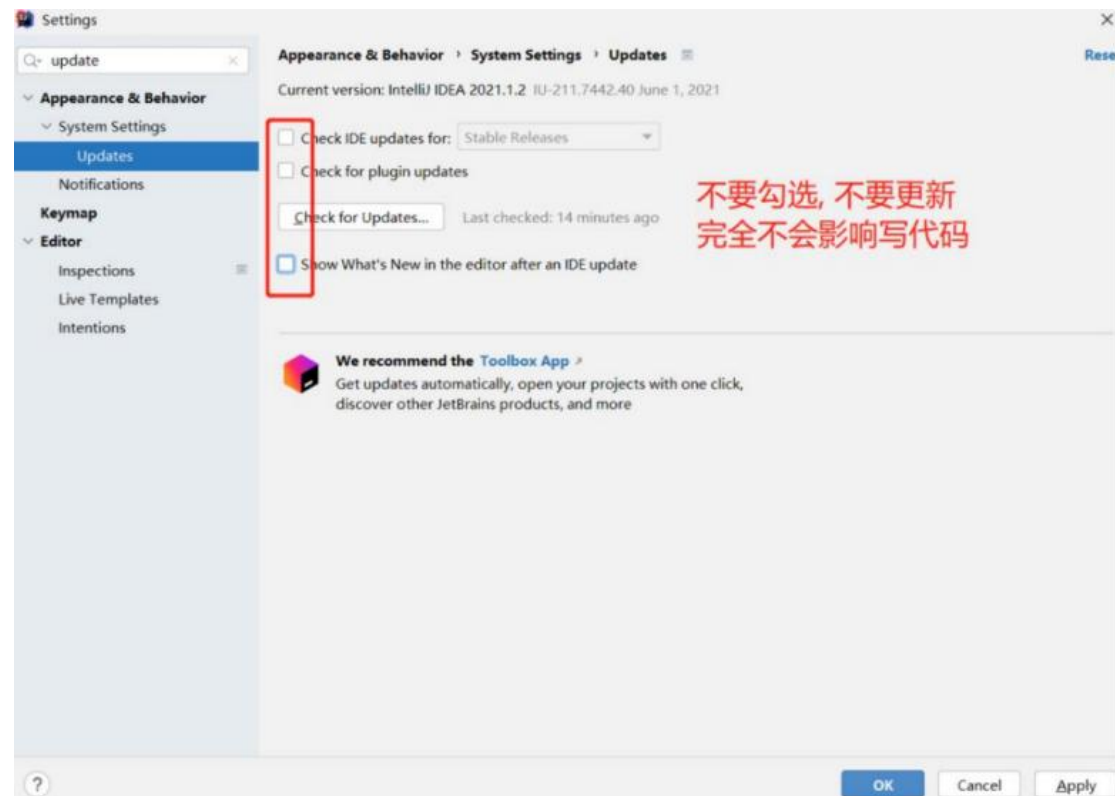 Settings
update
Appearance & Behavior
System Settings
Updates
Notifications
Keymap
Editor
Inspections
Live Templates
Intentions
Appearance & Behavior › System Settings › Updates
Rese
Current version: IntelliJ IDEA 2021.1.2 IU-211.7442.40 June 1, 2021
Check IDE updates for: Stable Releases
Check for plugin updates
Check for Updates... Last checked: 14 minutes ago
Show What's New in the editor after an IDE update
不要勾选, 不要更新
完全不会影响写代码
We recommend the Toolbox App ↗
Get updates automatically, open your projects with one click,
discover other JetBrains products, and more
?
OK Cancel Apply